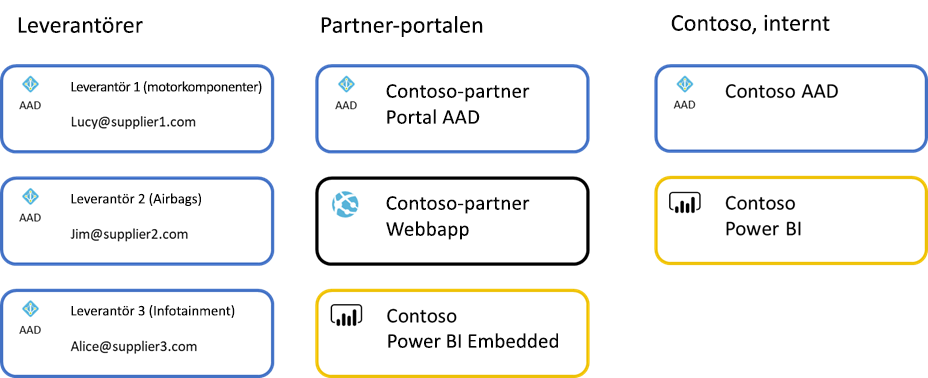 Leverantörer
AAD
Leverantör 1 (motorkomponenter)
Lucy@supplier1.com
AAD
Leverantör 2 (Airbags)
Jim@supplier2.com
AAD
Leverantör 3 (Infotainment)
Alice@supplier3.com
Partner-portalen
AAD
Contoso-partner
Portal AAD
Contoso-partner
Webbapp
Contoso
Power BI Embedded
Contoso, internt
AAD
Contoso AAD
Contoso
Power BI